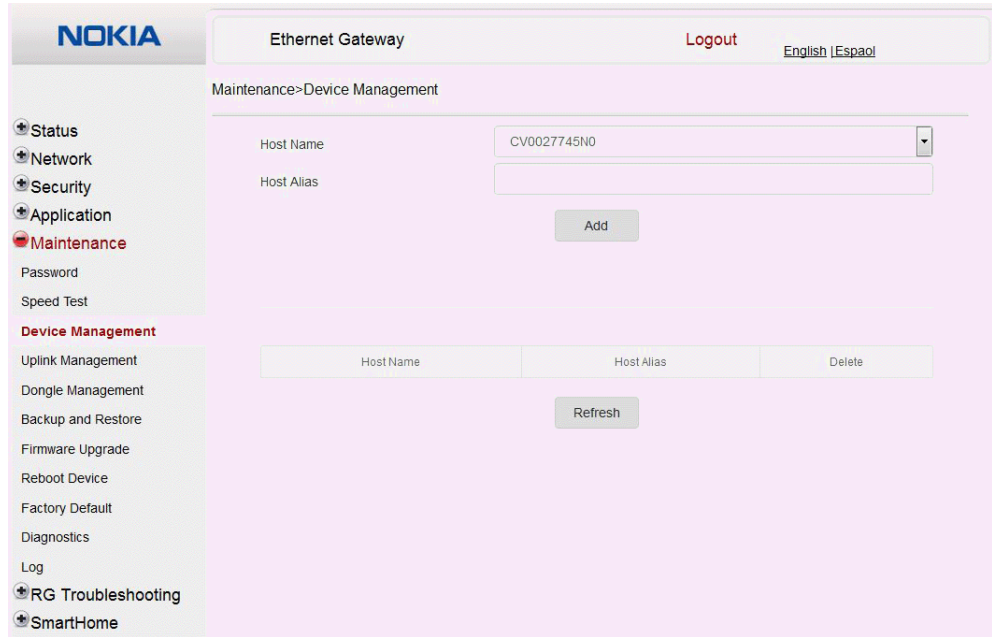 NOKIA
Ethernet Gateway
Logout
English |Espaol
Maintenance>Device Management
Status
Network
Security
Application
Maintenance
Password
Speed Test
Device Management
Uplink Management
Dongle Management
Backup and Restore
Firmware Upgrade
Reboot Device
Factory Default
Diagnostics
Log
RG Troubleshooting
SmartHome
Host Name
CV0027745N0
Host Alias
Add
Host Name Host Alias Delete
Refresh